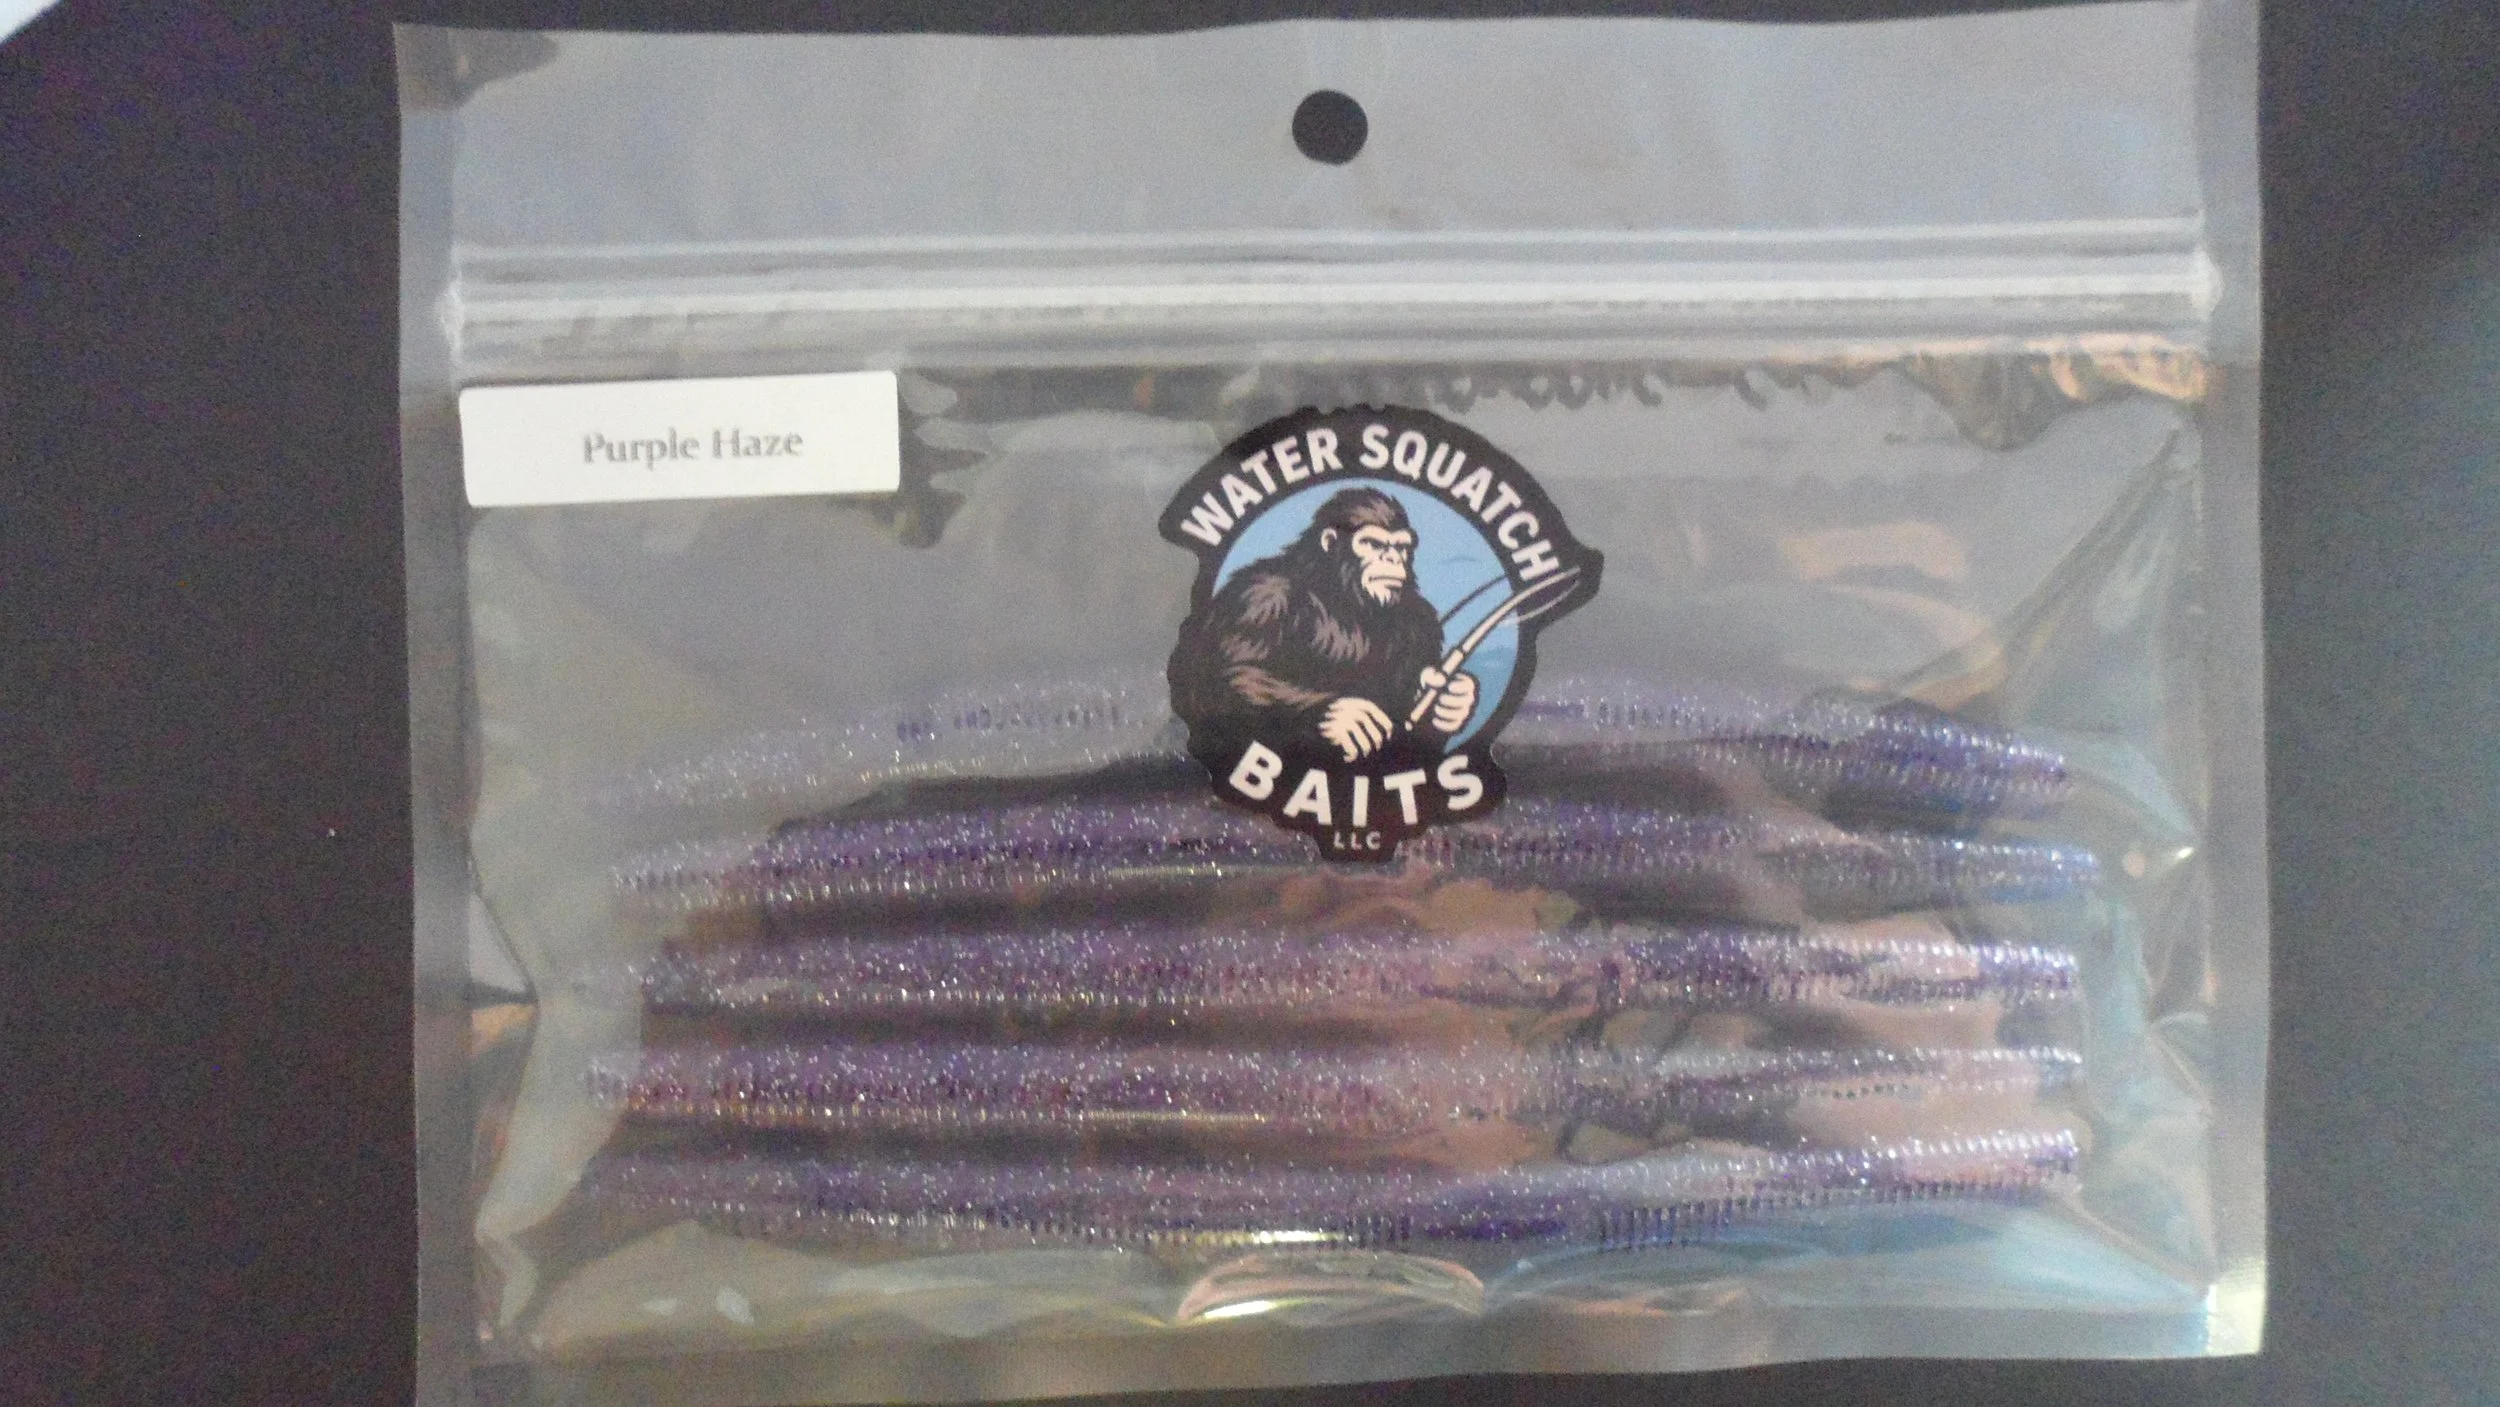 Purple Haze
WATER SQUATCH
BAITS
LLC